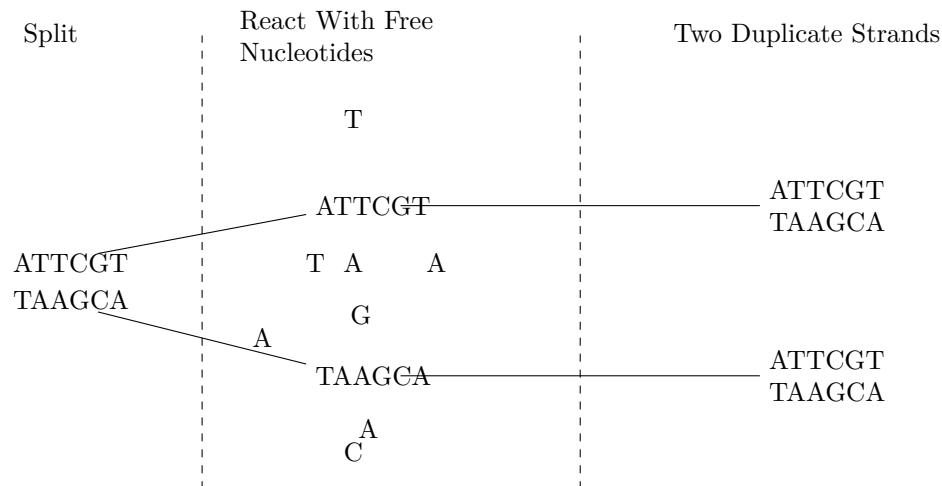 Split
React With Free
Nucleotides
Two Duplicate Strands
T
ATTCGT
ATTCGT
TAAGCA
ATTCGT
TAAGCA
T A A
G
A
TAAGCA
ATTCGT
TAAGCA
A
C